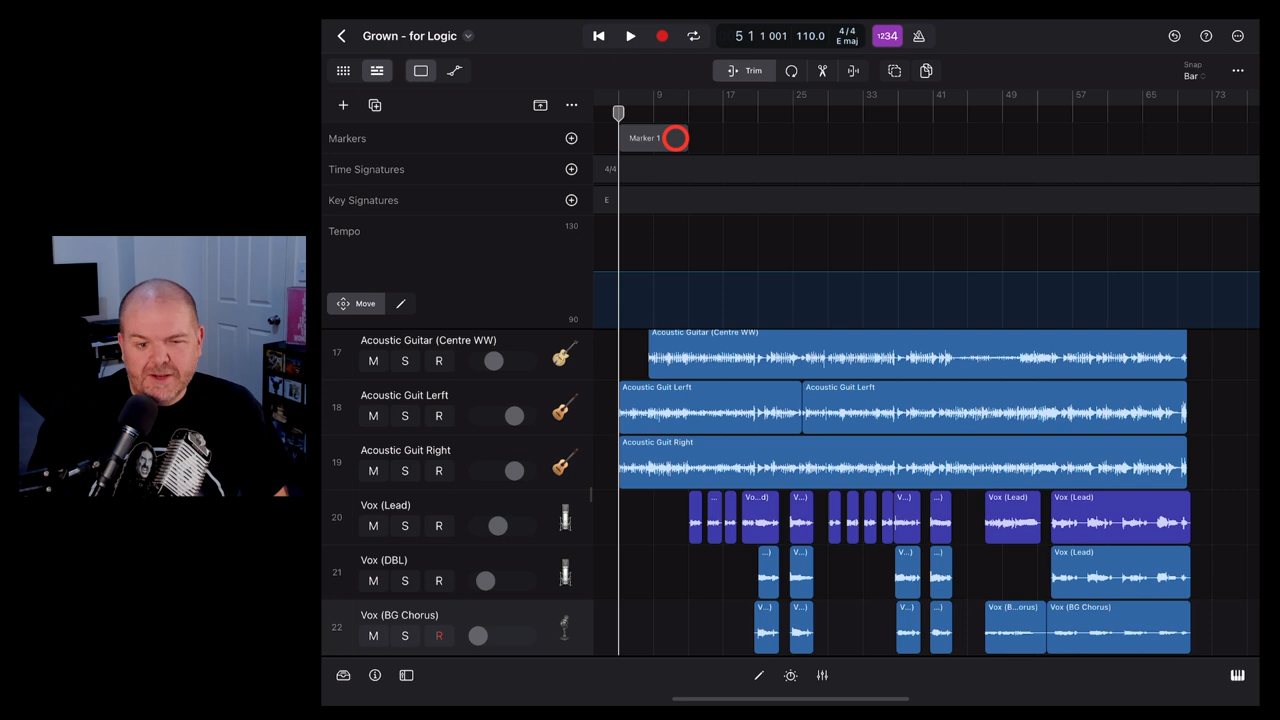 Grown - for Logic
5 1 1 001 110.0 4/4 E maj 1234
Trim
Snap
Bar
9 17 25 33 41 49 57 65 73
Markers
Marker 1
Time Signatures
4/4
Key Signatures
E
Tempo
130
Move
90
17
Acoustic Guitar (Centre WW)
M S R
Acoustic Guitar (Centre WW)
18
Acoustic Guit Lerft
M S R
Acoustic Guit Lerft
Acoustic Guit Lerft
19
Acoustic Guit Right
M S R
Acoustic Guit Right
20
Vox (Lead)
M S R
...
Vo...d)
V...)
V...)
...)
Vox (Lead)
Vox (Lead)
21
Vox (DBL)
M S R
...)
V...)
V...)
...)
Vox (Lead)
22
Vox (BG Chorus)
M S R
V...)
V...)
V...)
...)
Vox (B...orus)
Vox (BG Chorus)